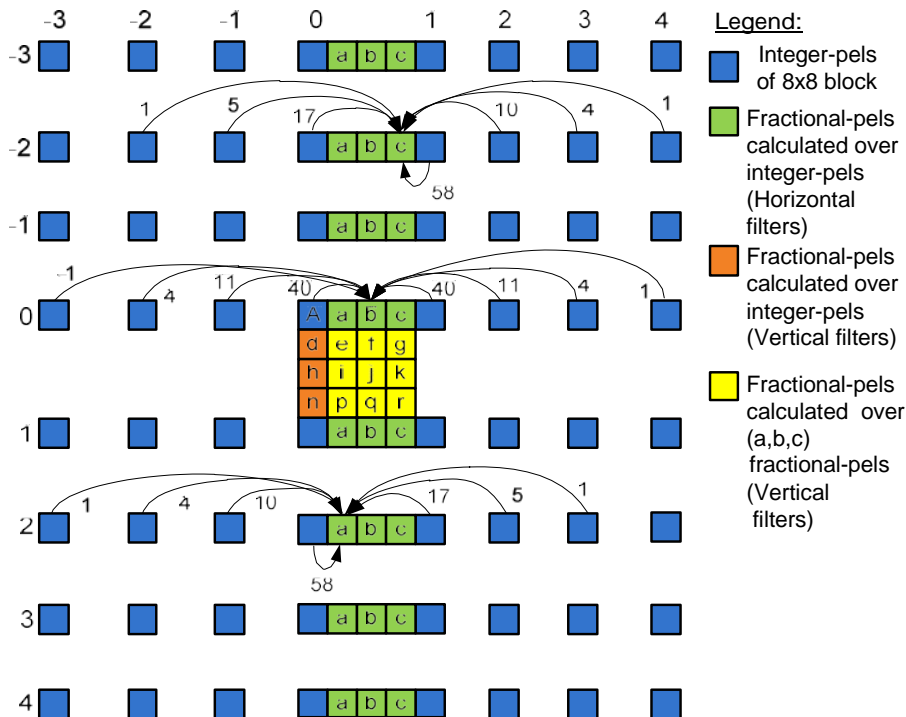 -3 -2 -1 0 1 2 3 4
Legend:
-3 a b c
Integer-pels
of 8x8 block
1 5 17 10 4 1
Fractional-pels
calculated over
integer-pels
(Horizontal
filters)
-2 a b c
58
-1 a b c
-1 4 11 40 40 11 4 1
Fractional-pels
calculated over
integer-pels
(Vertical filters)
0 A a b c
d e f g
h i j k
n p q r
Fractional-pels
calculated over
(a,b,c)
fractional-pels
(Vertical
filters)
1 a b c
1 4 10 17 5 1
2 a b c
58
3 a b c
4 a b c